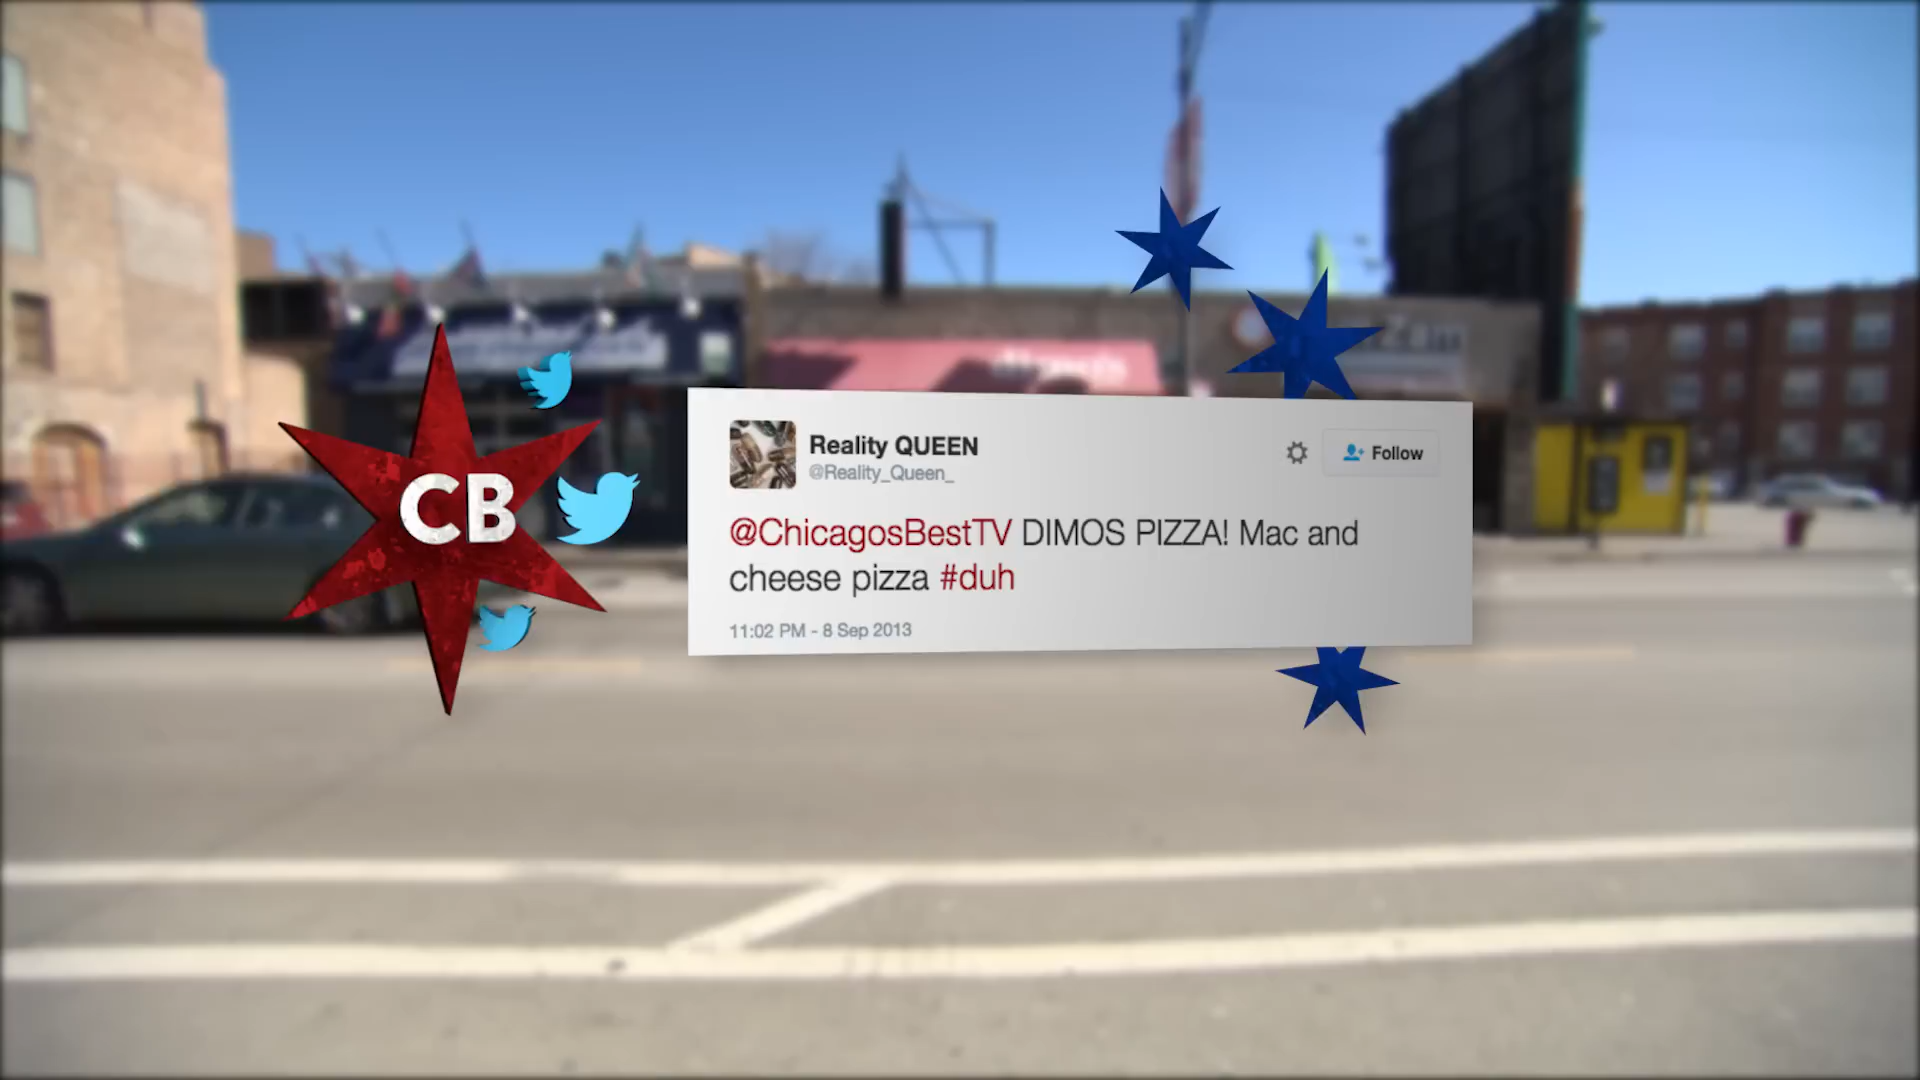 CB
Reality QUEEN
@Reality_Queen_
Follow
@ChicagosBestTV DIMOS PIZZA! Mac and
cheese pizza #duh
11:02 PM - 8 Sep 2013